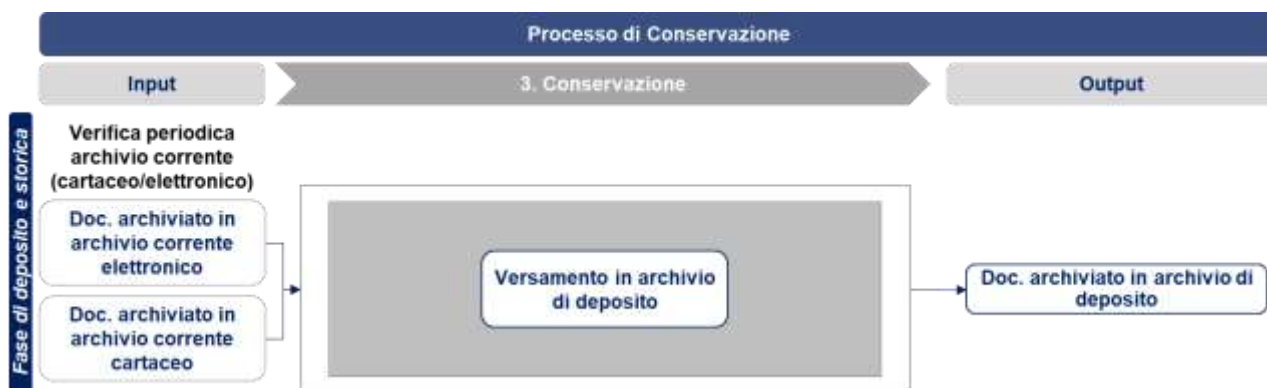 Processo di Conservazione
Input
3. Conservazione
Output
Fase di deposito e storica
Verifica periodica
archivio corrente
(cartaceo/elettronico)
Doc. archiviato in
archivio corrente
elettronico
Doc. archiviato in
archivio corrente
cartaceo
Versamento in archivio
di deposito
Doc. archiviato in archivio di
deposito